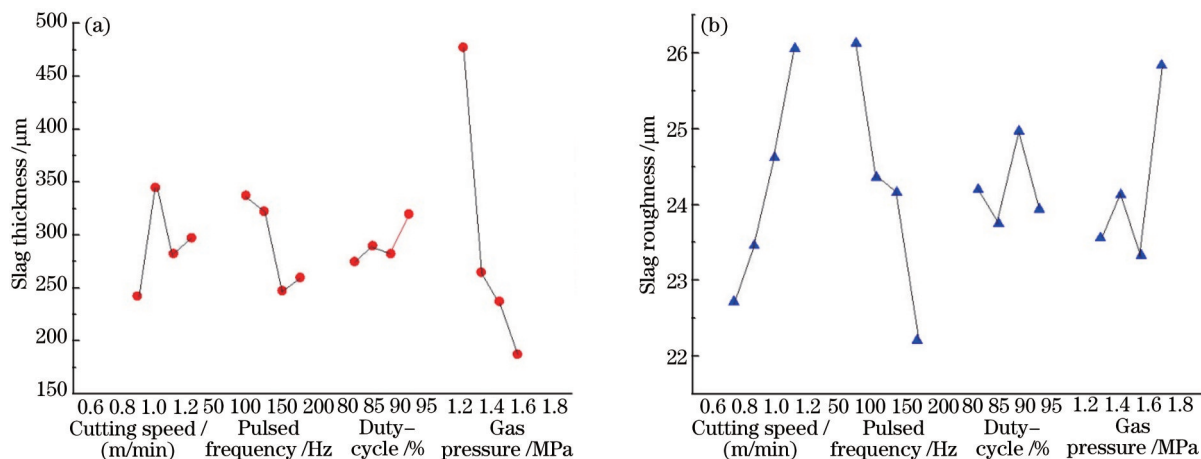 (a)
500
450
400
350
300
250
200
150
Slag thickness /μm
0.6 0.8 1.0 1.2 50 100 150 200 80 85 90 95 1.2 1.4 1.6 1.8
Cutting speed / Pulsed Duty– Gas
(m/min) frequency /Hz cycle /% pressure /MPa
(b)
26
25
24
23
22
Slag roughness /μm
0.6 0.8 1.0 1.2 50 100 150 200 80 85 90 95 1.2 1.4 1.6 1.8
Cutting speed / Pulsed Duty– Gas
(m/min) frequency /Hz cycle /% pressure /MPa